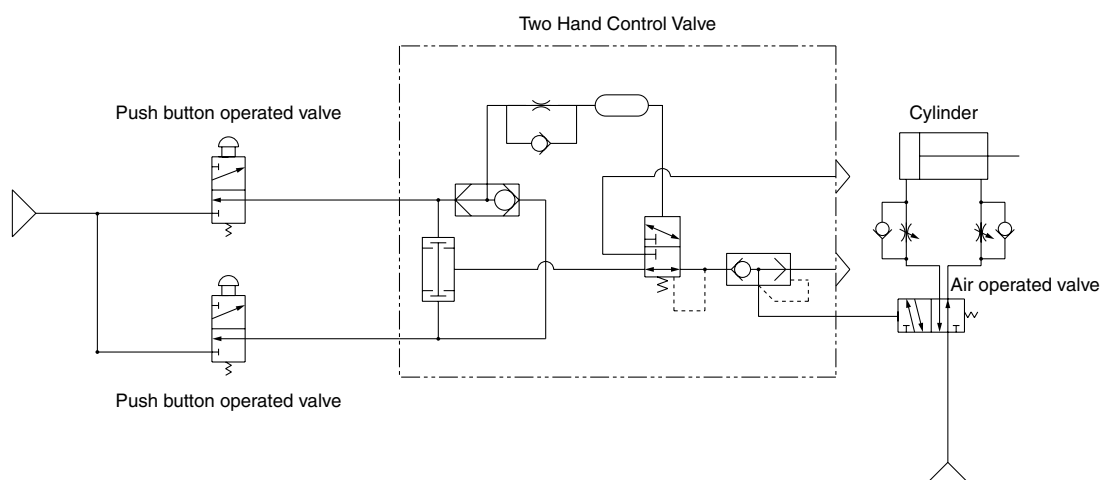 Two Hand Control Valve
Push button operated valve
Cylinder
Air operated valve
Push button operated valve